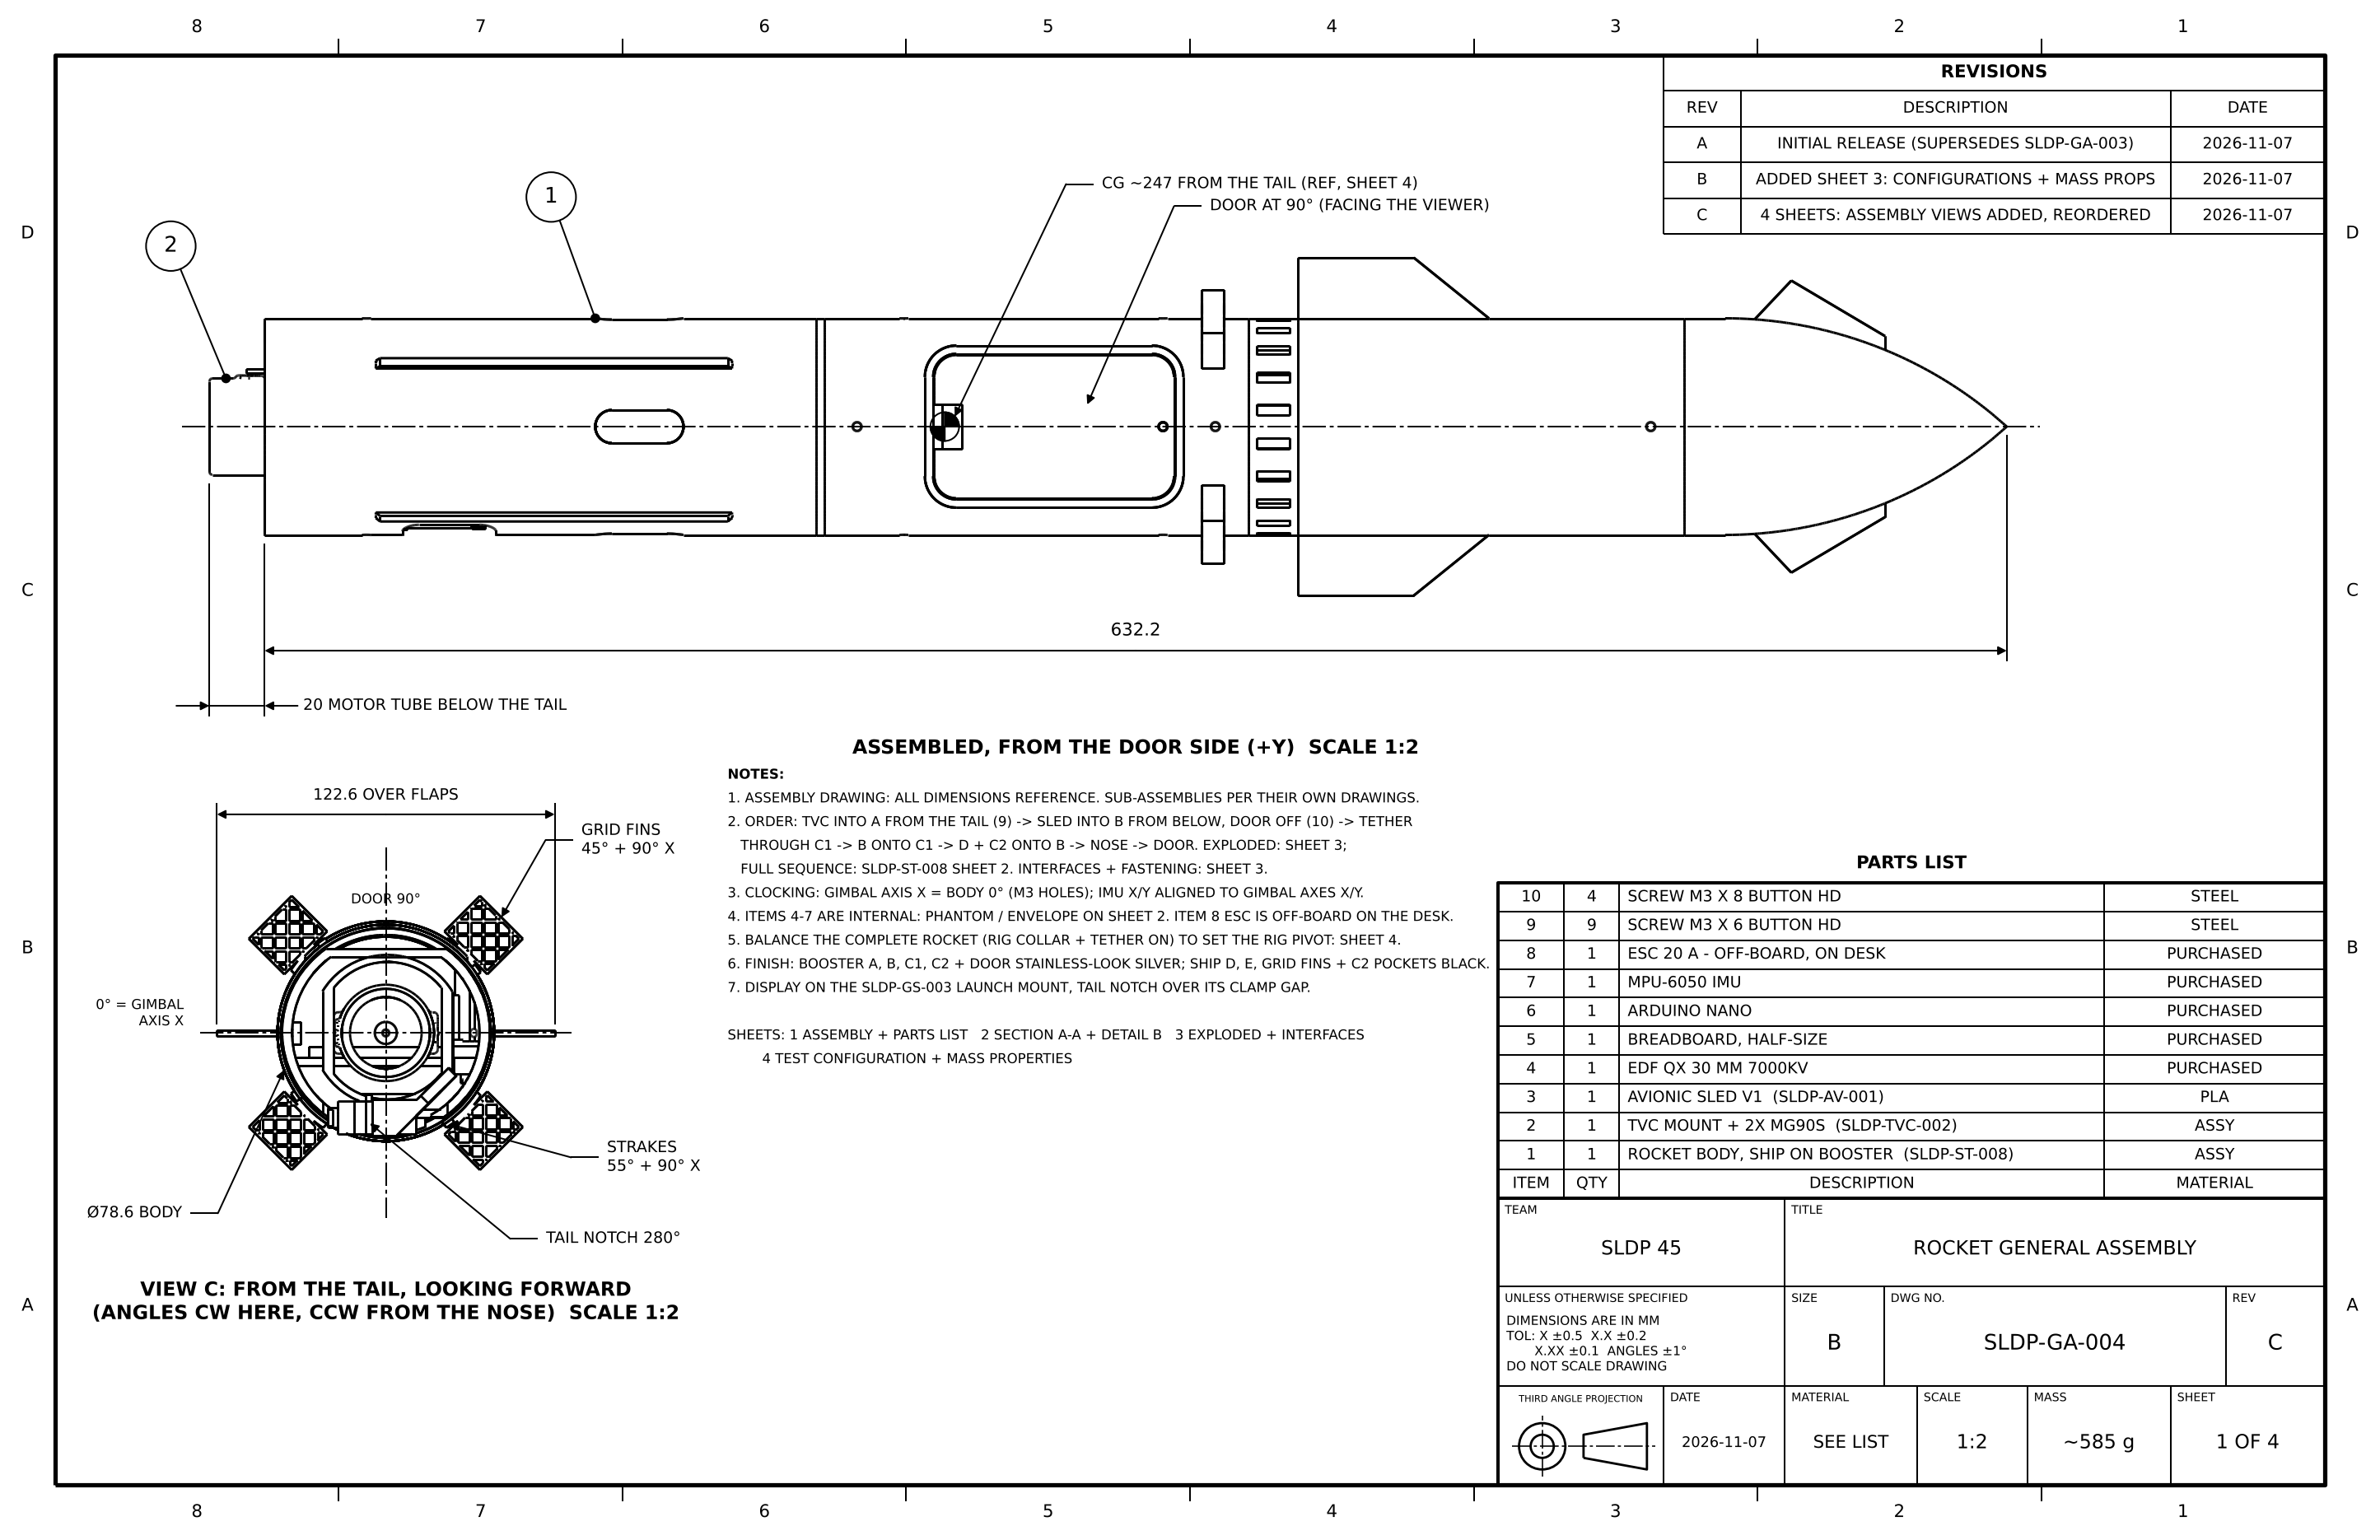 8 7 6 5 4 3 2 1
REVISIONS
REV DESCRIPTION DATE
A INITIAL RELEASE (SUPERSEDES SLDP-GA-003) 2026-11-07
B ADDED SHEET 3: CONFIGURATIONS + MASS PROPS 2026-11-07
C 4 SHEETS: ASSEMBLY VIEWS ADDED, REORDERED 2026-11-07
D D
1
2
CG ~247 FROM THE TAIL (REF, SHEET 4)
DOOR AT 90° (FACING THE VIEWER)
C C
632.2
20 MOTOR TUBE BELOW THE TAIL
ASSEMBLED, FROM THE DOOR SIDE (+Y) SCALE 1:2
NOTES:
1. ASSEMBLY DRAWING: ALL DIMENSIONS REFERENCE. SUB-ASSEMBLIES PER THEIR OWN DRAWINGS.
2. ORDER: TVC INTO A FROM THE TAIL (9) -> SLED INTO B FROM BELOW, DOOR OFF (10) -> TETHER
THROUGH C1 -> B ONTO C1 -> D + C2 ONTO B -> NOSE -> DOOR. EXPLODED: SHEET 3;
FULL SEQUENCE: SLDP-ST-008 SHEET 2. INTERFACES + FASTENING: SHEET 3.
3. CLOCKING: GIMBAL AXIS X = BODY 0° (M3 HOLES); IMU X/Y ALIGNED TO GIMBAL AXES X/Y.
4. ITEMS 4-7 ARE INTERNAL: PHANTOM / ENVELOPE ON SHEET 2. ITEM 8 ESC IS OFF-BOARD ON THE DESK.
5. BALANCE THE COMPLETE ROCKET (RIG COLLAR + TETHER ON) TO SET THE RIG PIVOT: SHEET 4.
6. FINISH: BOOSTER A, B, C1, C2 + DOOR STAINLESS-LOOK SILVER; SHIP D, E, GRID FINS + C2 POCKETS BLACK.
7. DISPLAY ON THE SLDP-GS-003 LAUNCH MOUNT, TAIL NOTCH OVER ITS CLAMP GAP.
SHEETS: 1 ASSEMBLY + PARTS LIST 2 SECTION A-A + DETAIL B 3 EXPLODED + INTERFACES
4 TEST CONFIGURATION + MASS PROPERTIES
122.6 OVER FLAPS
GRID FINS
45° + 90° X
DOOR 90°
B B
0° = GIMBAL
AXIS X
STRAKES
55° + 90° X
Ø78.6 BODY
TAIL NOTCH 280°
VIEW C: FROM THE TAIL, LOOKING FORWARD
(ANGLES CW HERE, CCW FROM THE NOSE) SCALE 1:2
PARTS LIST
10 4 SCREW M3 X 8 BUTTON HD STEEL
9 9 SCREW M3 X 6 BUTTON HD STEEL
8 1 ESC 20 A - OFF-BOARD, ON DESK PURCHASED
7 1 MPU-6050 IMU PURCHASED
6 1 ARDUINO NANO PURCHASED
5 1 BREADBOARD, HALF-SIZE PURCHASED
4 1 EDF QX 30 MM 7000KV PURCHASED
3 1 AVIONIC SLED V1 (SLDP-AV-001) PLA
2 1 TVC MOUNT + 2X MG90S (SLDP-TVC-002) ASSY
1 1 ROCKET BODY, SHIP ON BOOSTER (SLDP-ST-008) ASSY
ITEM QTY DESCRIPTION MATERIAL
TEAM TITLE
SLDP 45 ROCKET GENERAL ASSEMBLY
A A
UNLESS OTHERWISE SPECIFIED
DIMENSIONS ARE IN MM
TOL: X ±0.5 X.X ±0.2
X.XX ±0.1 ANGLES ±1°
DO NOT SCALE DRAWING
SIZE DWG NO. REV
B SLDP-GA-004 C
THIRD ANGLE PROJECTION DATE MATERIAL SCALE MASS SHEET
2026-11-07 SEE LIST 1:2 ~585 g 1 OF 4
8 7 6 5 4 3 2 1